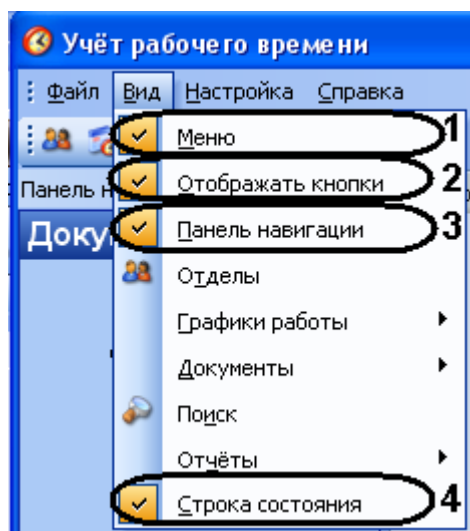 Учёт рабочего времени
Файл Вид Настройка Справка
Меню 1
Отображать кнопки 2
Панель н
Панель навигации 3
Доку
Отделы
Графики работы
Документы
Поиск
Отчёты
Строка состояния 4